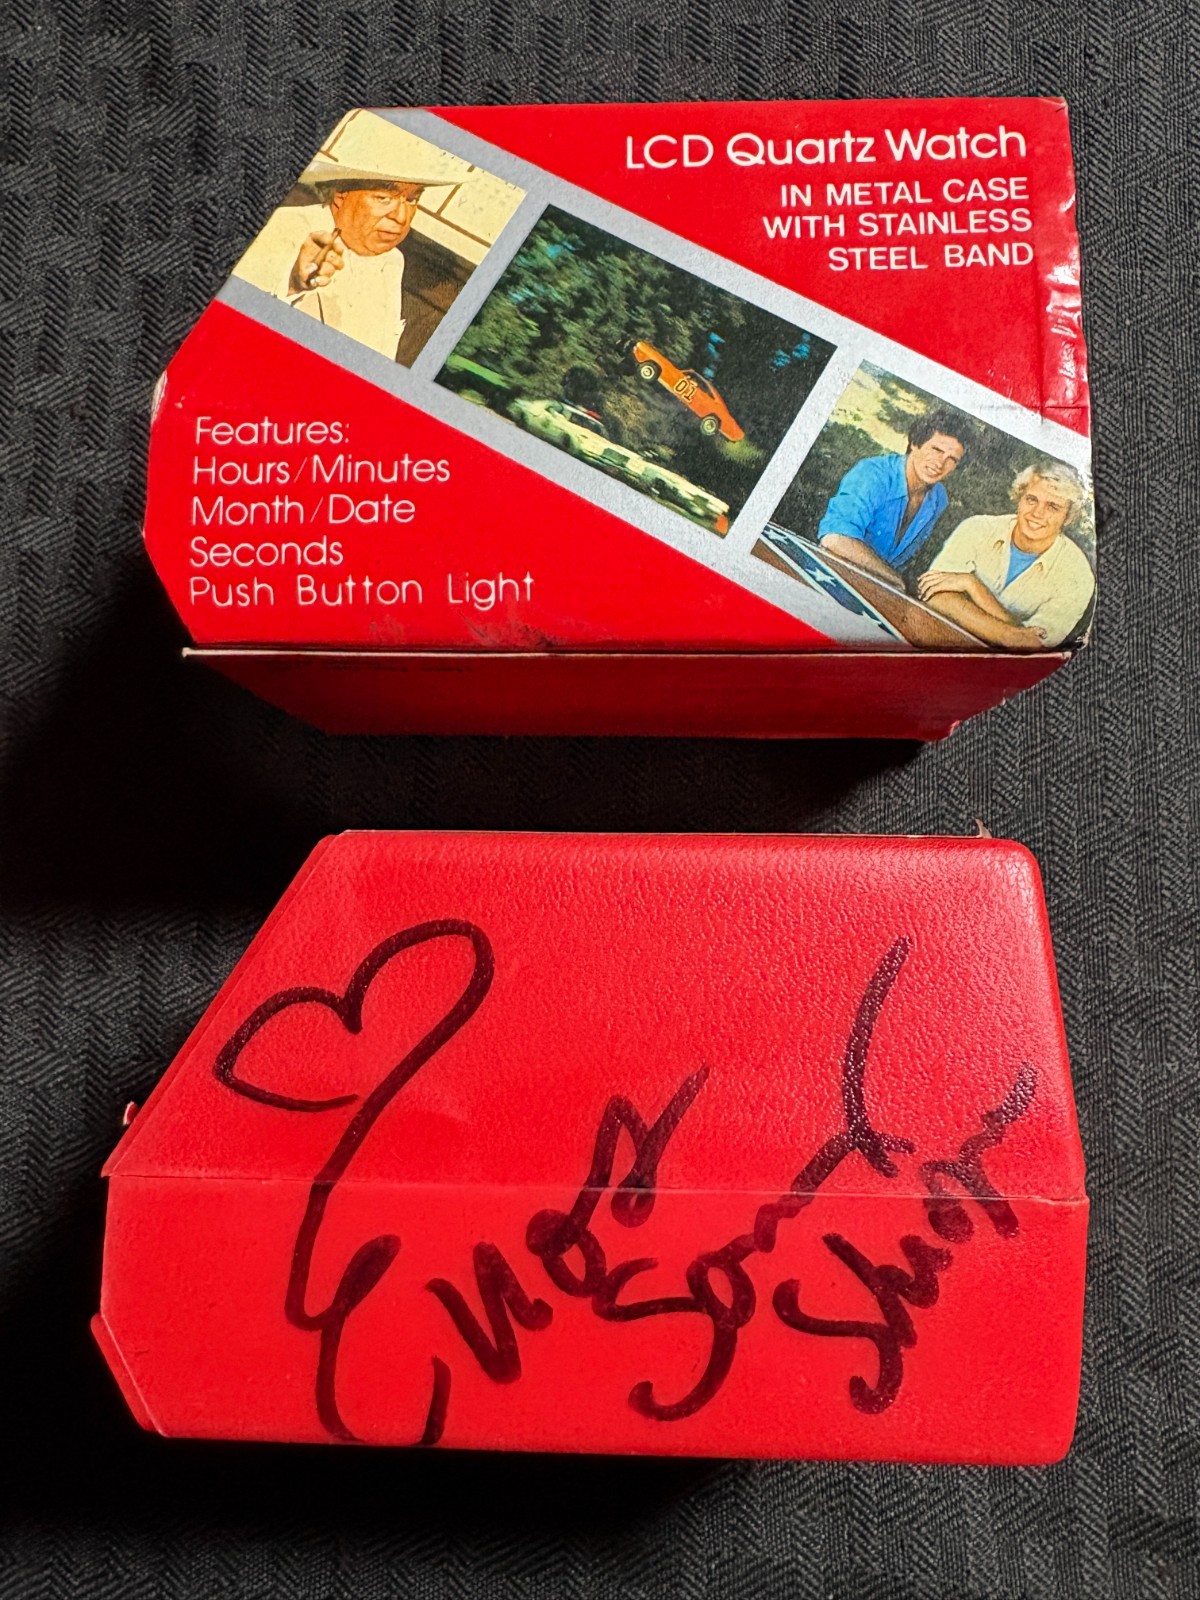 LCD Quartz Watch
IN METAL CASE
WITH STAINLESS
STEEL BAND
01
Features:
Hours/Minutes
Month/Date
Seconds
Push Button Light
Enos